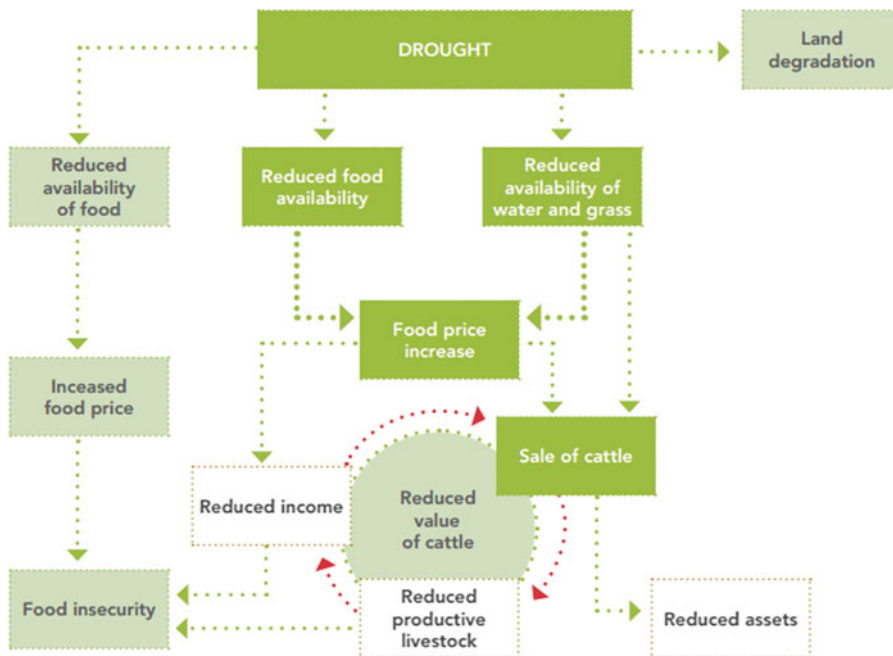 DROUGHT
Land
degradation
Reduced
availability
of food
Reduced food
availability
Reduced
availability of
water and grass
Food price
increase
Inceased
food price
Sale of cattle
Reduced income
Reduced
value
of cattle
Food insecurity
Reduced
productive
livestock
Reduced assets